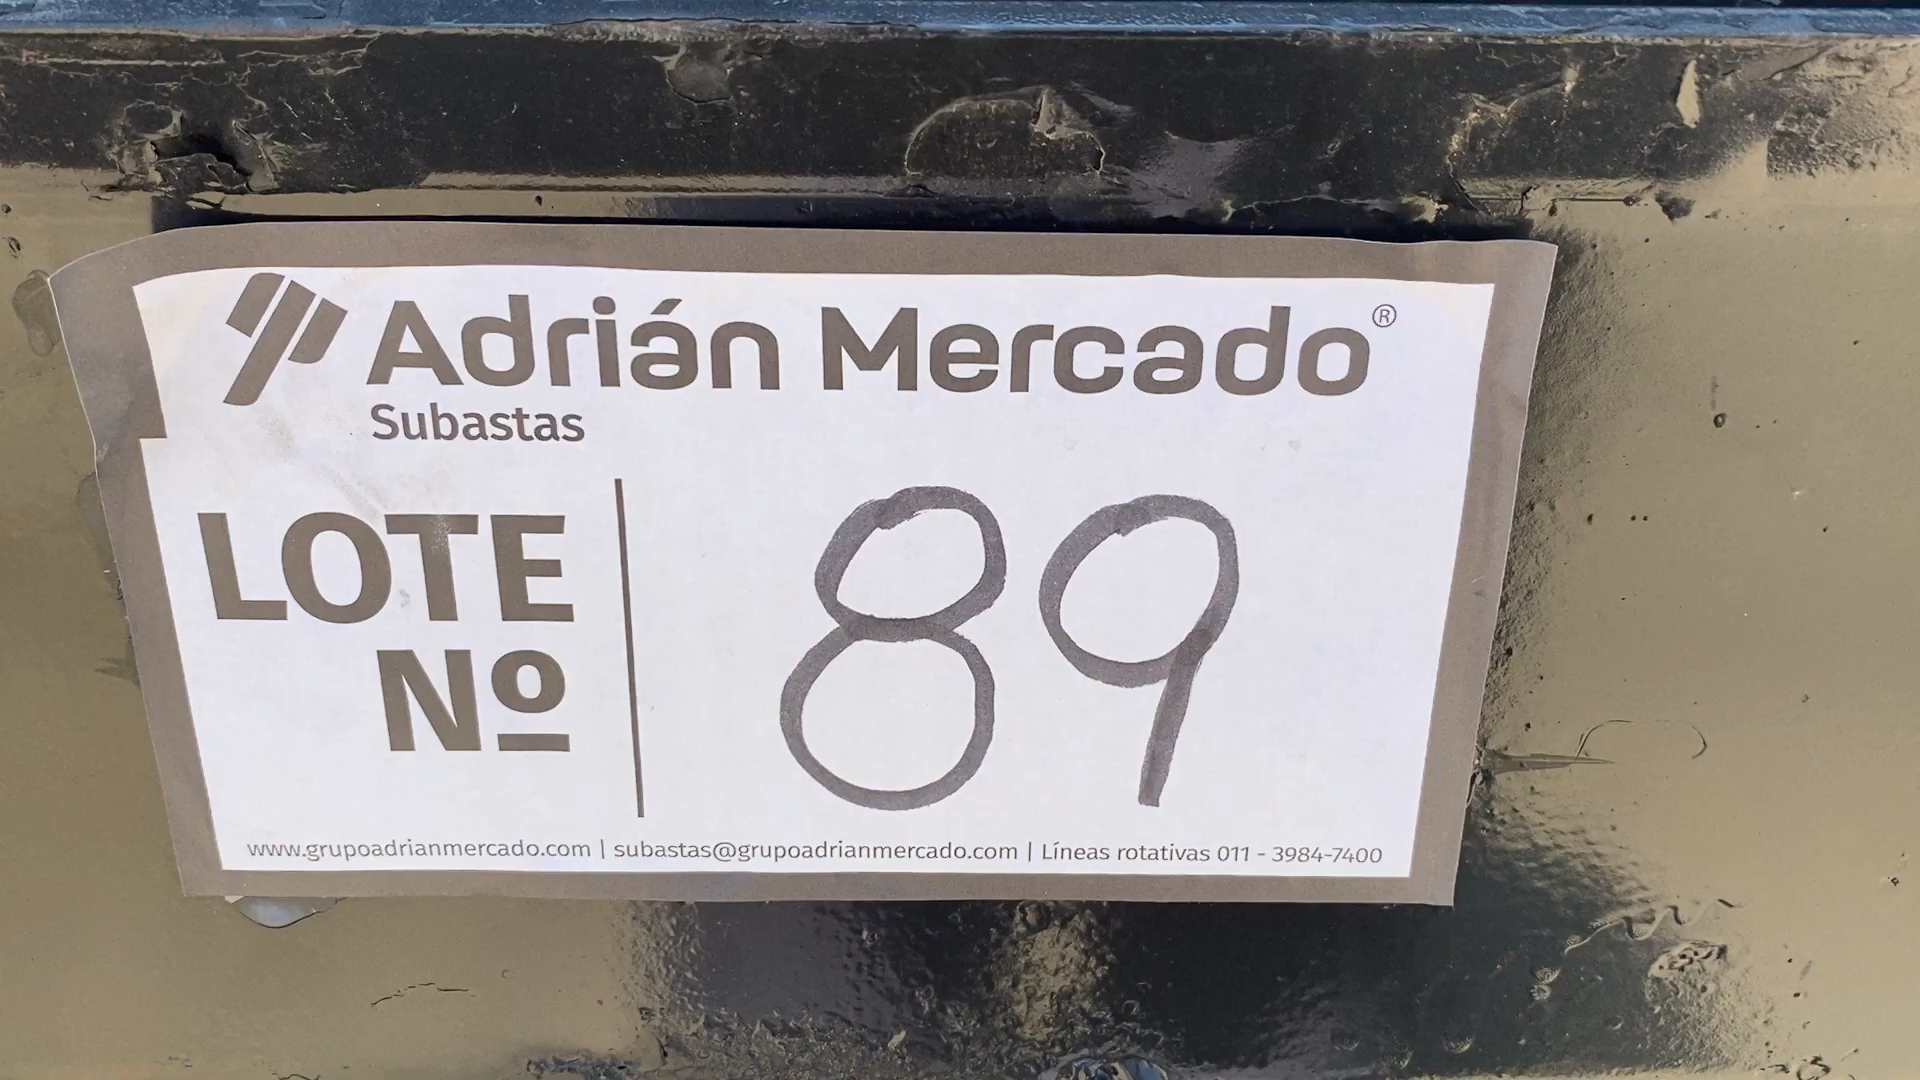 Adrián Mercado®
Subastas
LOTE
Nº
89
www.grupoadrianmercado.com | subastas@grupoadrianmercado.com | Líneas rotativas 011 - 3984-7400